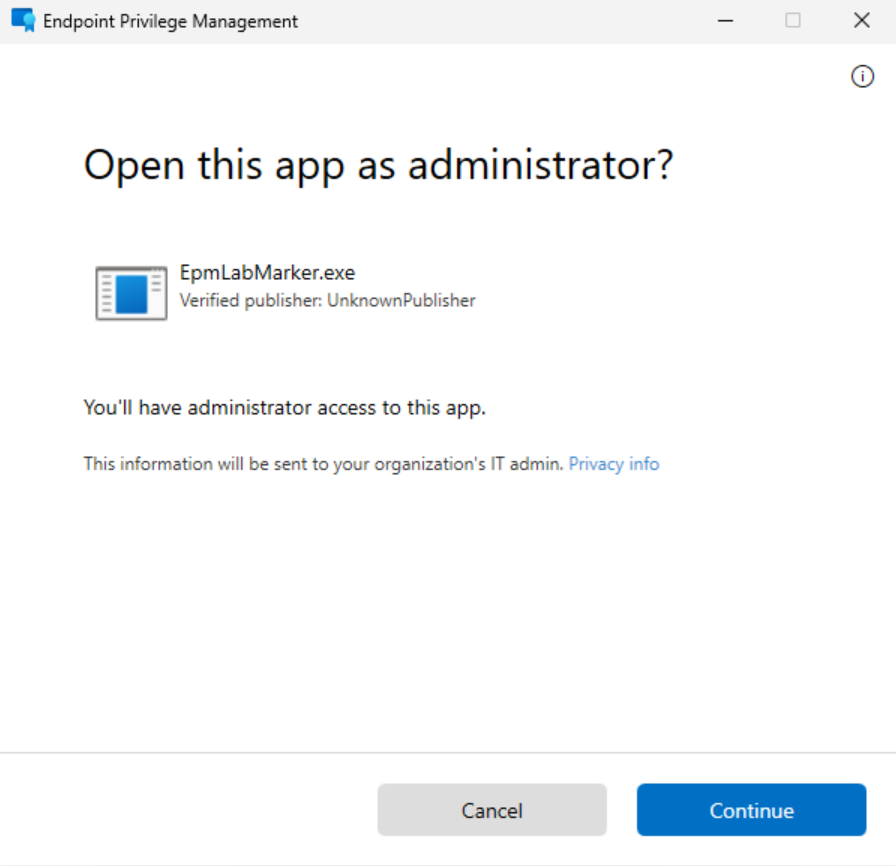 Endpoint Privilege Management
Open this app as administrator?
EpmLabMarker.exe
Verified publisher: UnknownPublisher
You'll have administrator access to this app.
This information will be sent to your organization's IT admin. Privacy info
Cancel
Continue